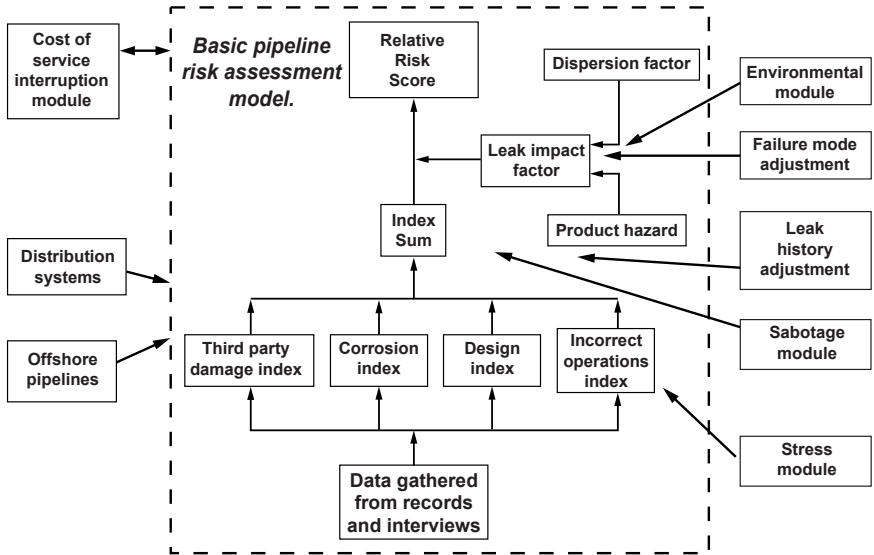 Cost of
service
interruption
module
Basic pipeline
risk assessment
model.
Relative
Risk
Score
Dispersion factor
Environmental
module
Leak impact
factor
Failure mode
adjustment
Index
Sum
Product hazard
Leak
history
adjustment
Distribution
systems
Sabotage
module
Offshore
pipelines
Third party
damage index
Corrosion
index
Design
index
Incorrect
operations
index
Stress
module
Data gathered
from records
and interviews